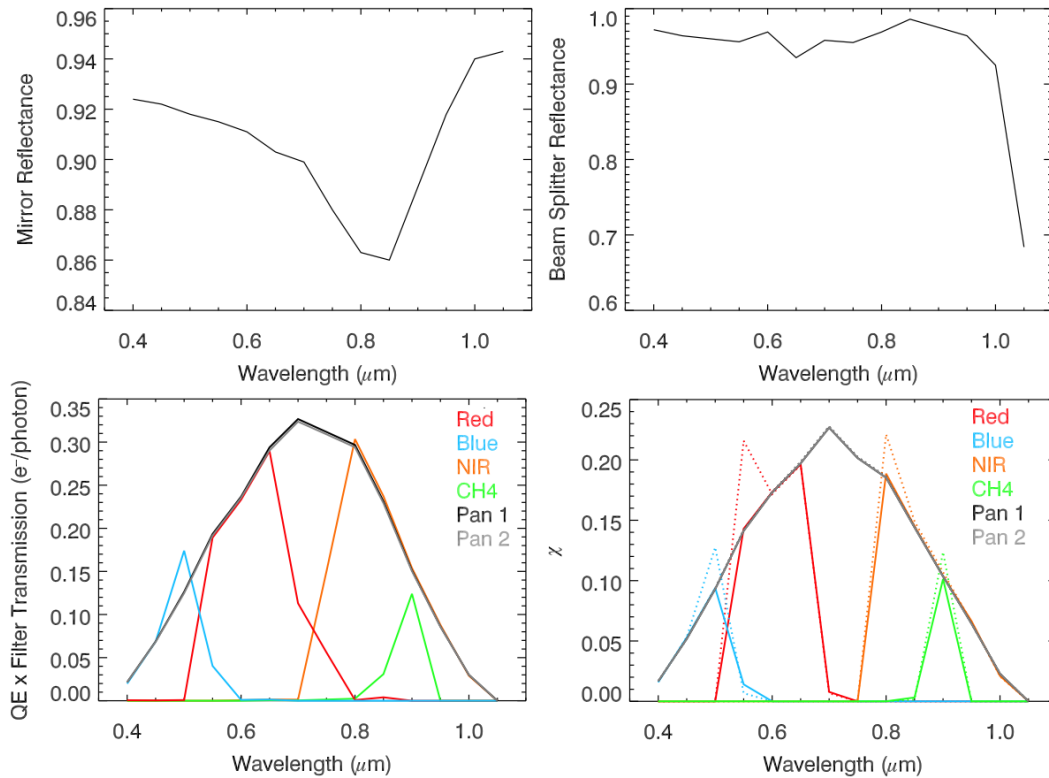 0.96
0.94
0.92
0.90
0.88
0.86
0.84
Mirror Reflectance
0.4 0.6 0.8 1.0
Wavelength (μm)
1.0
0.9
0.8
0.7
0.6
Beam Splitter Reflectance
0.4 0.6 0.8 1.0
Wavelength (μm)
0.35
0.30
0.25
0.20
0.15
0.10
0.05
0.00
QE x Filter Transmission (e⁻/photon)
Red
Blue
NIR
CH4
Pan 1
Pan 2
0.4 0.6 0.8 1.0
Wavelength (μm)
0.25
0.20
0.15
0.10
0.05
0.00
χ
Red
Blue
NIR
CH4
Pan 1
Pan 2
0.4 0.6 0.8 1.0
Wavelength (μm)